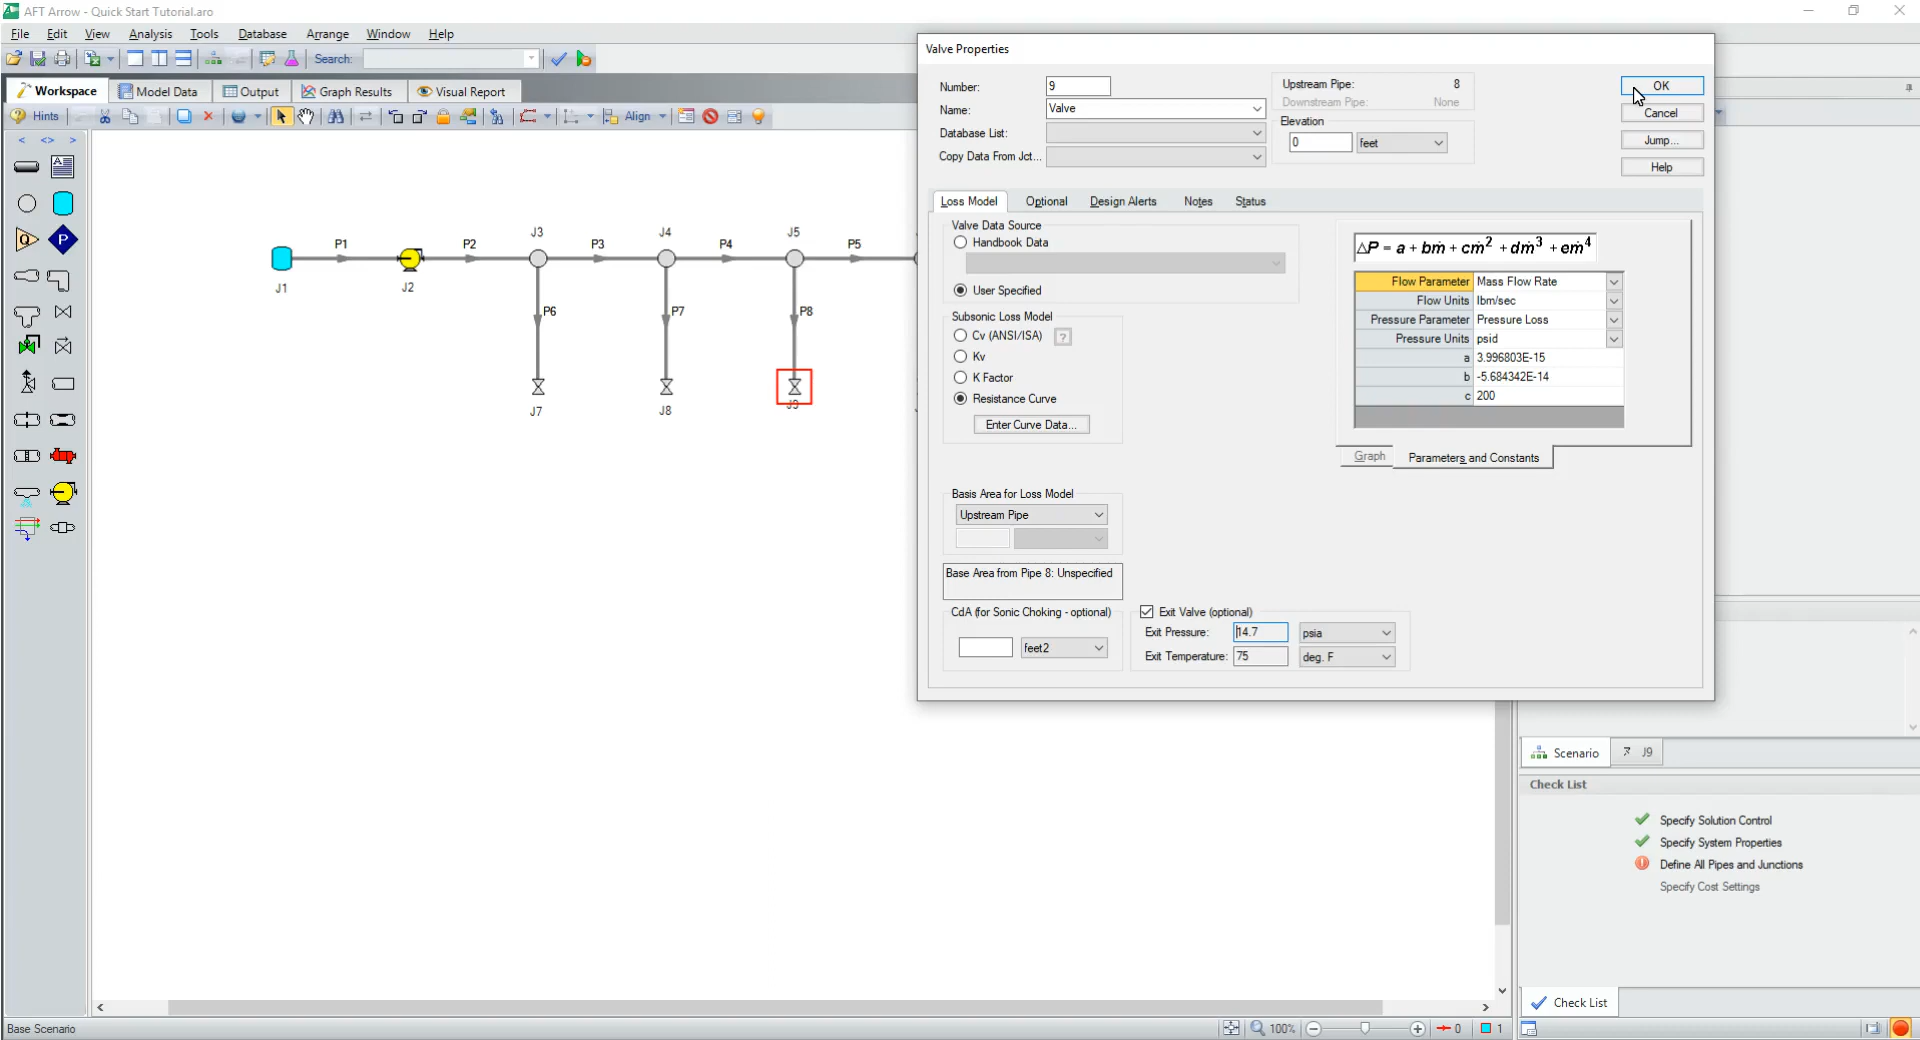 AFT Arrow - Quick Start Tutorial.aro
File Edit View Analysis Tools Database Arrange Window Help
Search:
Workspace Model Data Output Graph Results Visual Report
Hints Align
P1 P2 P3 P4 P5
J3 J4 J5
J1 J2
P6 P7 P8
J7 J8 J9
Valve Properties
Number: 9
Name: Valve
Database List:
Copy Data From Jct...
Upstream Pipe: 8
Downstream Pipe: None
Elevation
0 feet
OK
Cancel
Jump...
Help
Loss Model Optional Design Alerts Notes Status
Valve Data Source
Handbook Data
User Specified
Subsonic Loss Model
Cv (ANSI/ISA) ?
Kv
K Factor
Resistance Curve
Enter Curve Data...
△P = a + bṁ + cṁ² + dṁ³ + eṁ⁴
Flow Parameter Mass Flow Rate
Flow Units lbm/sec
Pressure Parameter Pressure Loss
Pressure Units psid
a 3.996803E-15
b -5.684342E-14
c 200
Graph Parameters and Constants
Basis Area for Loss Model
Upstream Pipe
Base Area from Pipe 8: Unspecified
CdA (for Sonic Choking - optional)
feet2
Exit Valve (optional)
Exit Pressure: 14.7 psia
Exit Temperature: 75 deg. F
Scenario J9
Check List
Specify Solution Control
Specify System Properties
Define All Pipes and Junctions
Specify Cost Settings
Check List
Base Scenario
100% 0 1